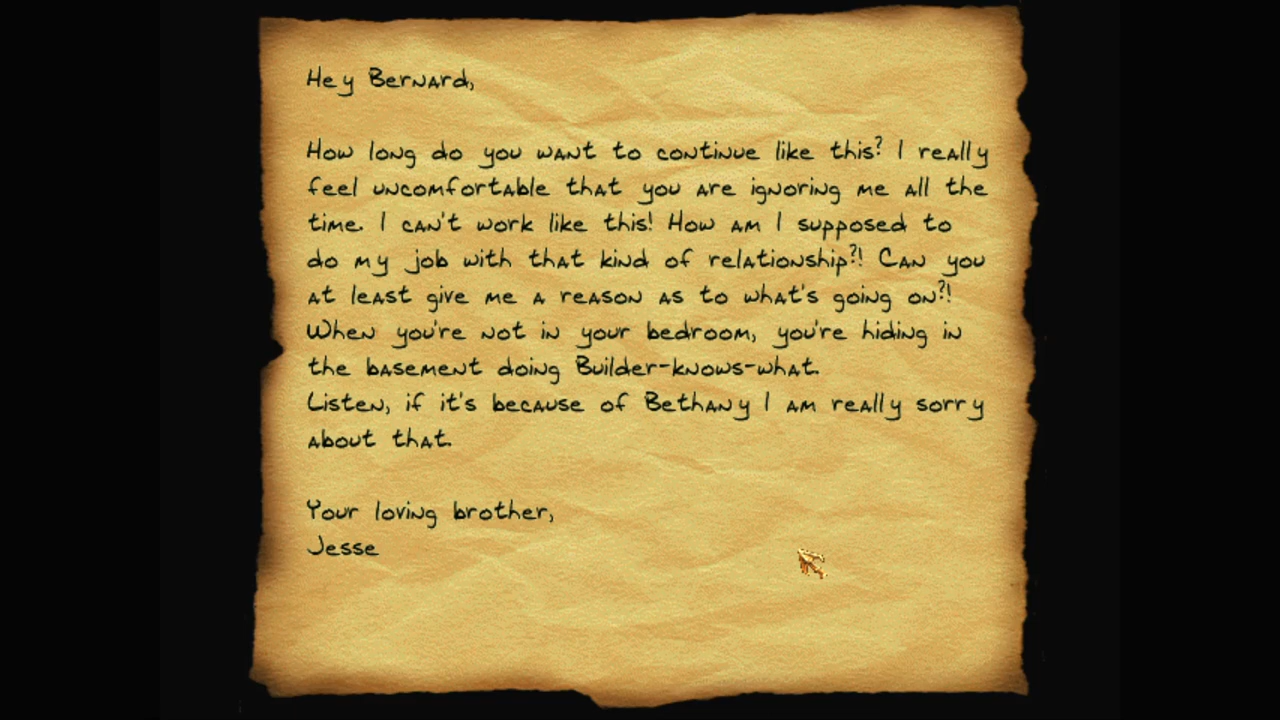 Hey Bernard,
How long do you want to continue like this? I really
feel uncomfortable that you are ignoring me all the
time. I can't work like this! How am I supposed to
do my job with that kind of relationship?! Can you
at least give me a reason as to what's going on?!
When you're not in your bedroom, you're hiding in
the basement doing Builder-knows-what.
Listen, if it's because of Bethany I am really sorry
about that.
Your loving brother,
Jesse